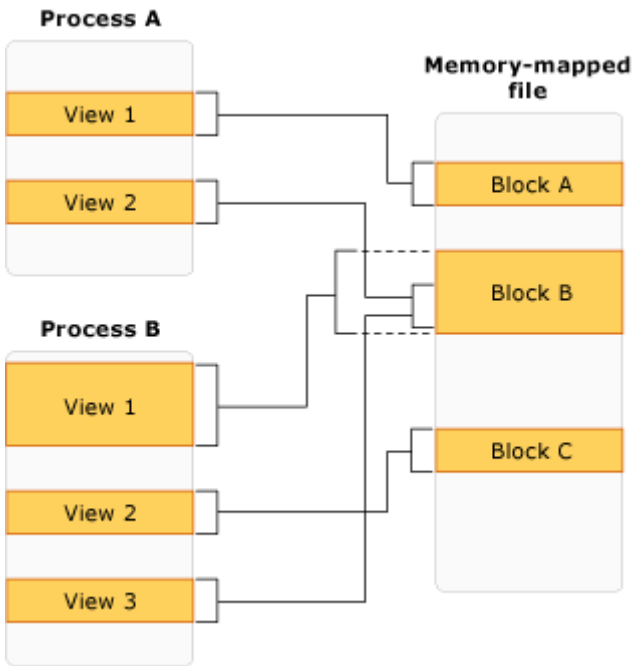 Process A
View 1
View 2
Process B
View 1
View 2
View 3
Memory-mapped
file
Block A
Block B
Block C